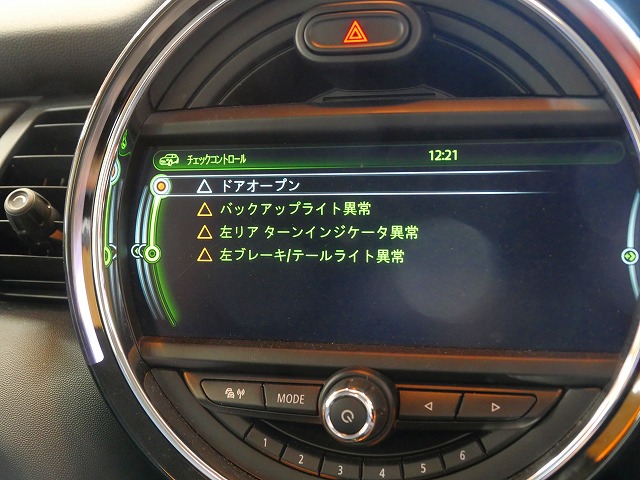 チェックコントロール 12:21
ドアオープン
バックアップライト異常
左リア ターンインジケータ異常
左ブレーキ/テールライト異常
MODE
1 2 3 4 5 6